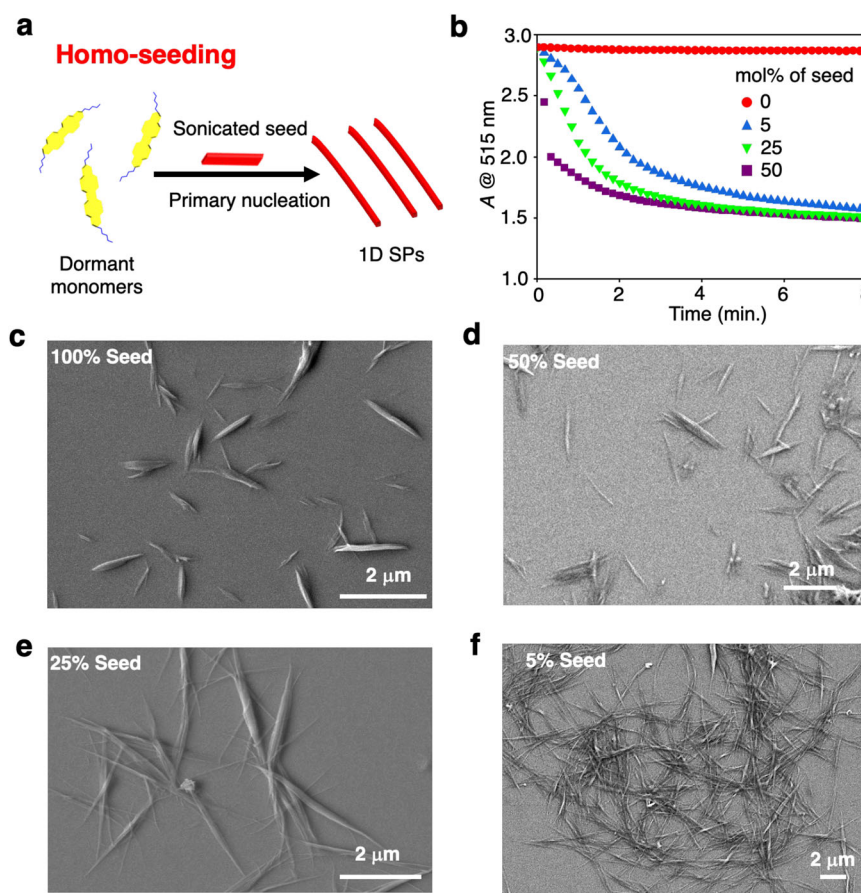 a
Homo-seeding
Sonicated seed
Primary nucleation
Dormant
monomers
1D SPs
b
A @ 515 nm
3.0
2.5
2.0
1.5
1.0
mol% of seed
0
5
25
50
0
2
4
6
Time (min.)
c
100% Seed
2 μm
d
50% Seed
2 μm
e
25% Seed
2 μm
f
5% Seed
2 μm